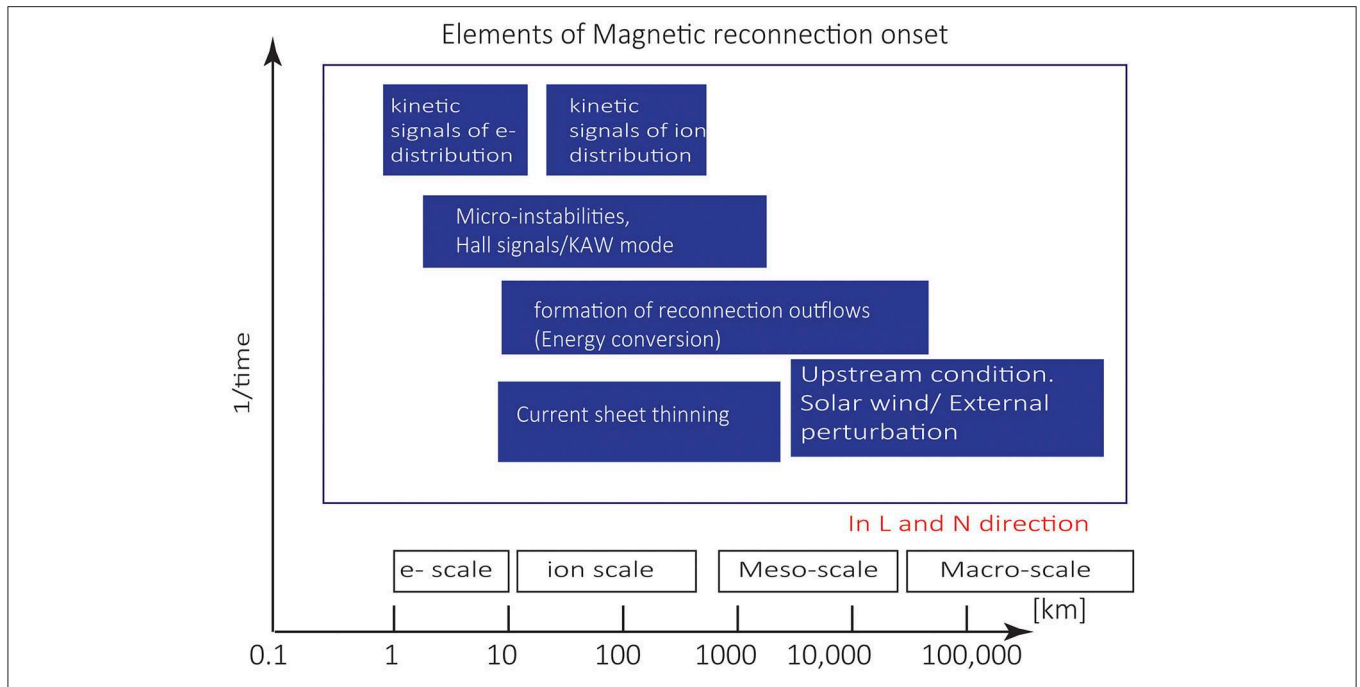 Elements of Magnetic reconnection onset
kinetic
signals of e-
distribution
kinetic
signals of ion
distribution
Micro-instabilities,
Hall signals/KAW mode
formation of reconnection outflows
(Energy conversion)
Upstream condition.
Solar wind/ External
perturbation
Current sheet thinning
1/time
In L and N direction
e- scale
ion scale
Meso-scale
Macro-scale
[km]
0.1 1 10 100 1000 10,000 100,000